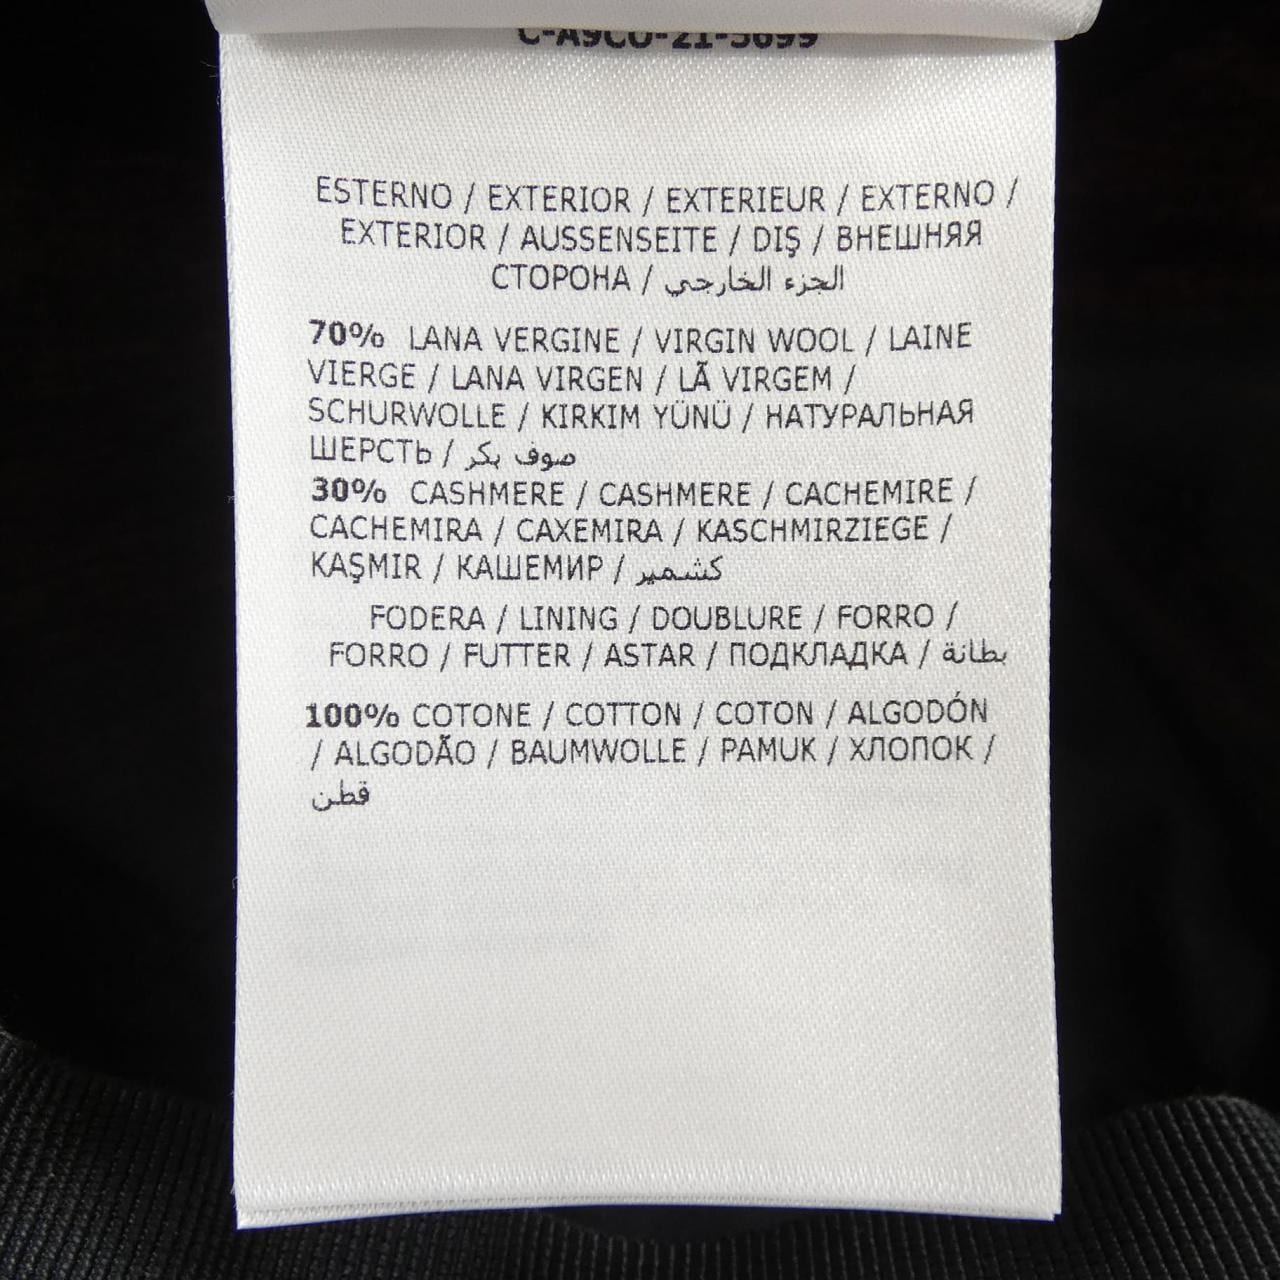 ESTERNO / EXTERIOR / EXTERIEUR / EXTERNO /
EXTERIOR / AUSSENSEITE / DIŞ / ВНЕШНЯЯ
СТОРОНА / الجزء الخارجي
70% LANA VERGINE / VIRGIN WOOL / LAINE
VIERGE / LANA VIRGEN / LÃ VIRGEM /
SCHURWOLLE / KIRKIM YÜNÜ / НАТУРАЛЬНАЯ
ШЕРСТЬ / صوف بكر
30% CASHMERE / CASHMERE / CACHEMIRE /
CACHEMIRA / CAXEMIRA / KASCHMIRZIEGE /
KAŞMIR / КАШЕМИР / كشمير
FODERA / LINING / DOUBLURE / FORRO /
FORRO / FUTTER / ASTAR / ПОДКЛАДКА / بطانة
100% COTONE / COTTON / COTON / ALGODÓN
/ ALGODÃO / BAUMWOLLE / PAMUK / ХЛОПОК /
قطن